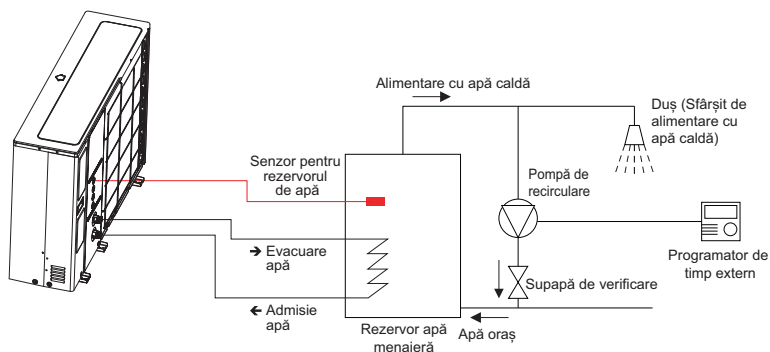 Alimentare cu apă caldă
Duș (Sfârșit de
alimentare cu
apă caldă)
Senzor pentru
rezervorul
de apă
Pompă de
recirculare
Programator de
timp extern
→ Evacuare
apă
Supapă de verificare
← Admisie
apă
Rezervor apă
menajeră
Apă oraș